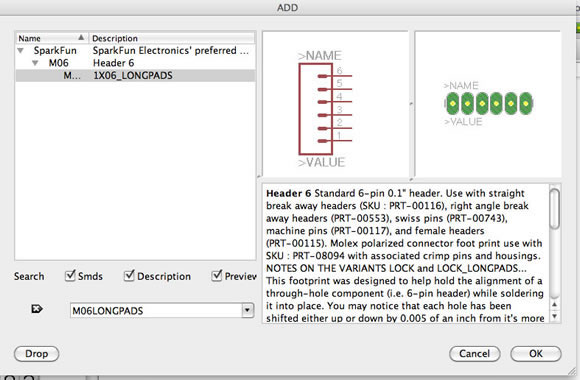 ADD
Name Description
SparkFun SparkFun Electronics' preferred ...
M06 Header 6
M... 1X06_LONGPADS
>NAME
6
5
4
3
2
1
>VALUE
>NAME
>VALUE
Header 6 Standard 6-pin 0.1" header. Use with straight
break away headers (SKU : PRT-00116), right angle break
away headers (PRT-00553), swiss pins (PRT-00743),
machine pins (PRT-00117), and female headers
(PRT-00115). Molex polarized connector foot print use with
SKU : PRT-08094 with associated crimp pins and housings.
NOTES ON THE VARIANTS LOCK and LOCK_LONGPADS...
This footprint was designed to help hold the alignment of a
through-hole component (i.e. 6-pin header) while soldering
it into place. You may notice that each hole has been
shifted either up or down by 0.005 of an inch from it's more
Search Smds Description Preview
M06LONGPADS
Drop Cancel OK